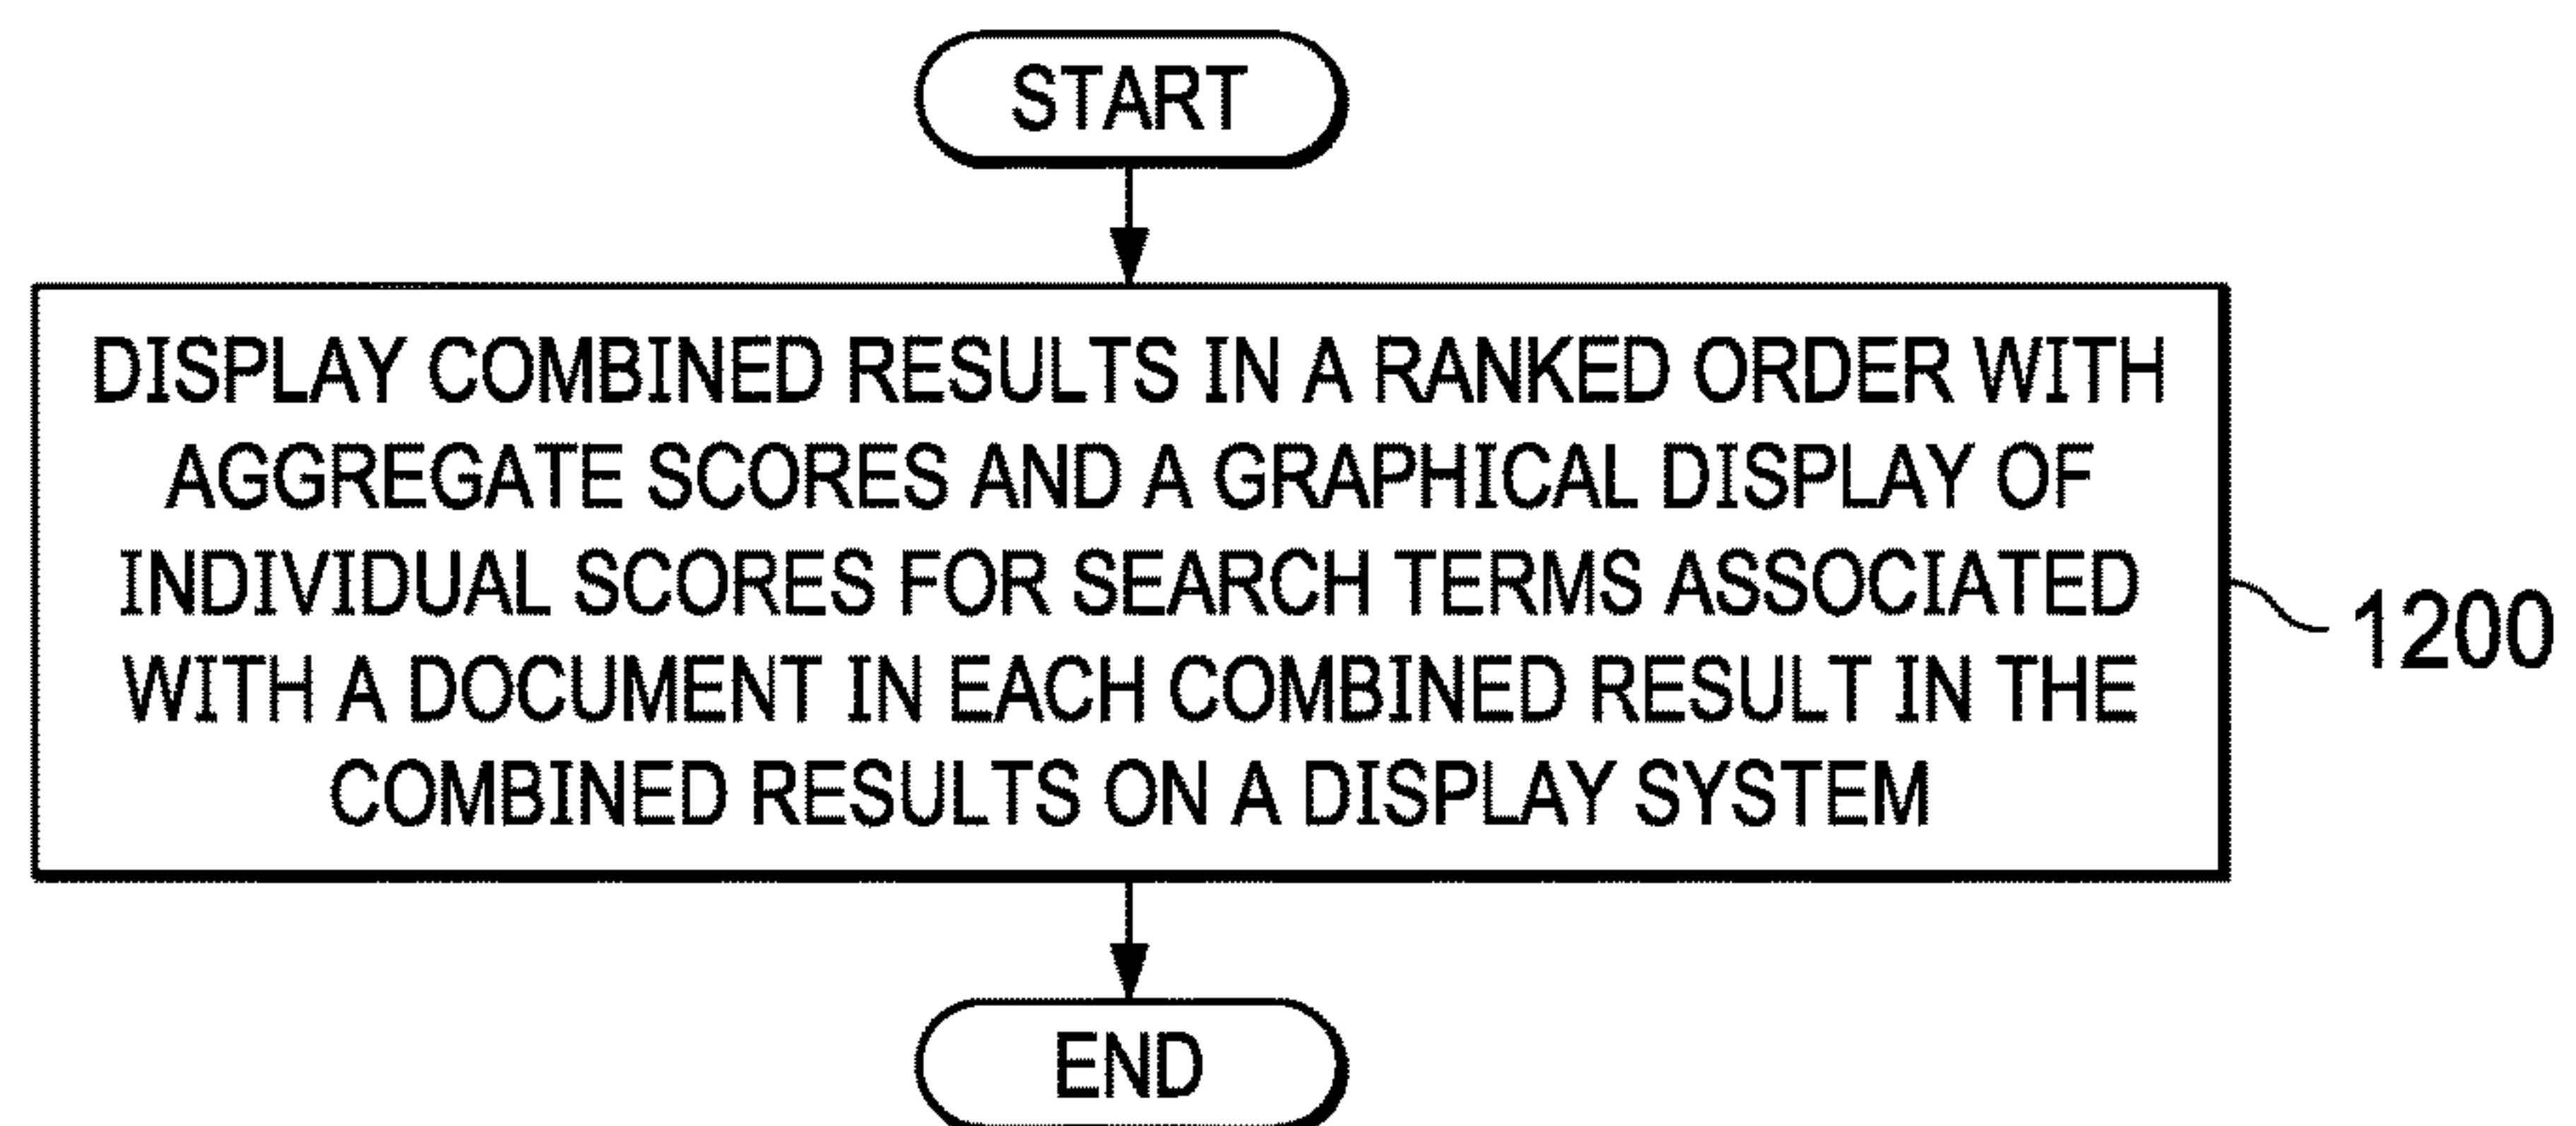 START
DISPLAY COMBINED RESULTS IN A RANKED ORDER WITH
AGGREGATE SCORES AND A GRAPHICAL DISPLAY OF
INDIVIDUAL SCORES FOR SEARCH TERMS ASSOCIATED
WITH A DOCUMENT IN EACH COMBINED RESULT IN THE
COMBINED RESULTS ON A DISPLAY SYSTEM
1200
END